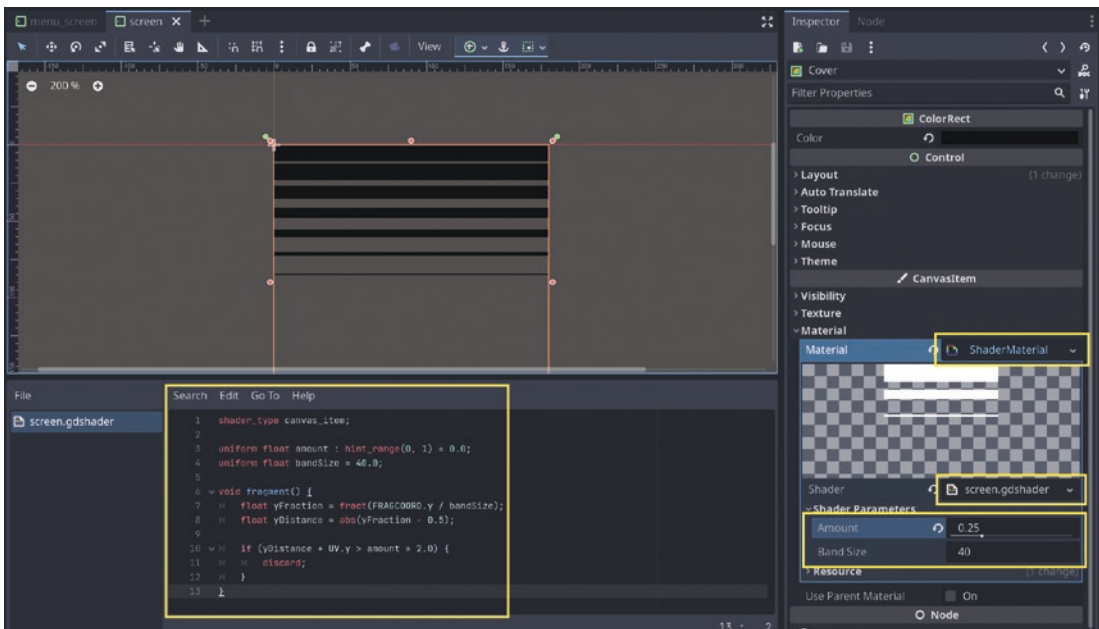 menu_screen screen
Inspector Node
View
Cover
200 %
Filter Properties
ColorRect
Color
Control
Layout (1 change)
Auto Translate
Tooltip
Focus
Mouse
Theme
CanvasItem
Visibility
Texture
Material
Material ShaderMaterial
File
Search Edit Go To Help
screen.gdshader
1 shader_type canvas_item;
2
3 uniform float amount : hint_range(0, 1) = 0.0;
4 uniform float bandSize = 40.0;
5
6 void fragment() {
7 float yFraction = fract(FRAGCOORD.y / bandSize);
8 float yDistance = abs(yFraction - 0.5);
9
10 if (yDistance + UV.y > amount * 2.0) {
11 discard;
12 }
13 }
Shader screen.gdshader
Shader Parameters
Amount 0.25
Band Size 40
Resource (1 change)
Use Parent Material On
Node
13 : 2